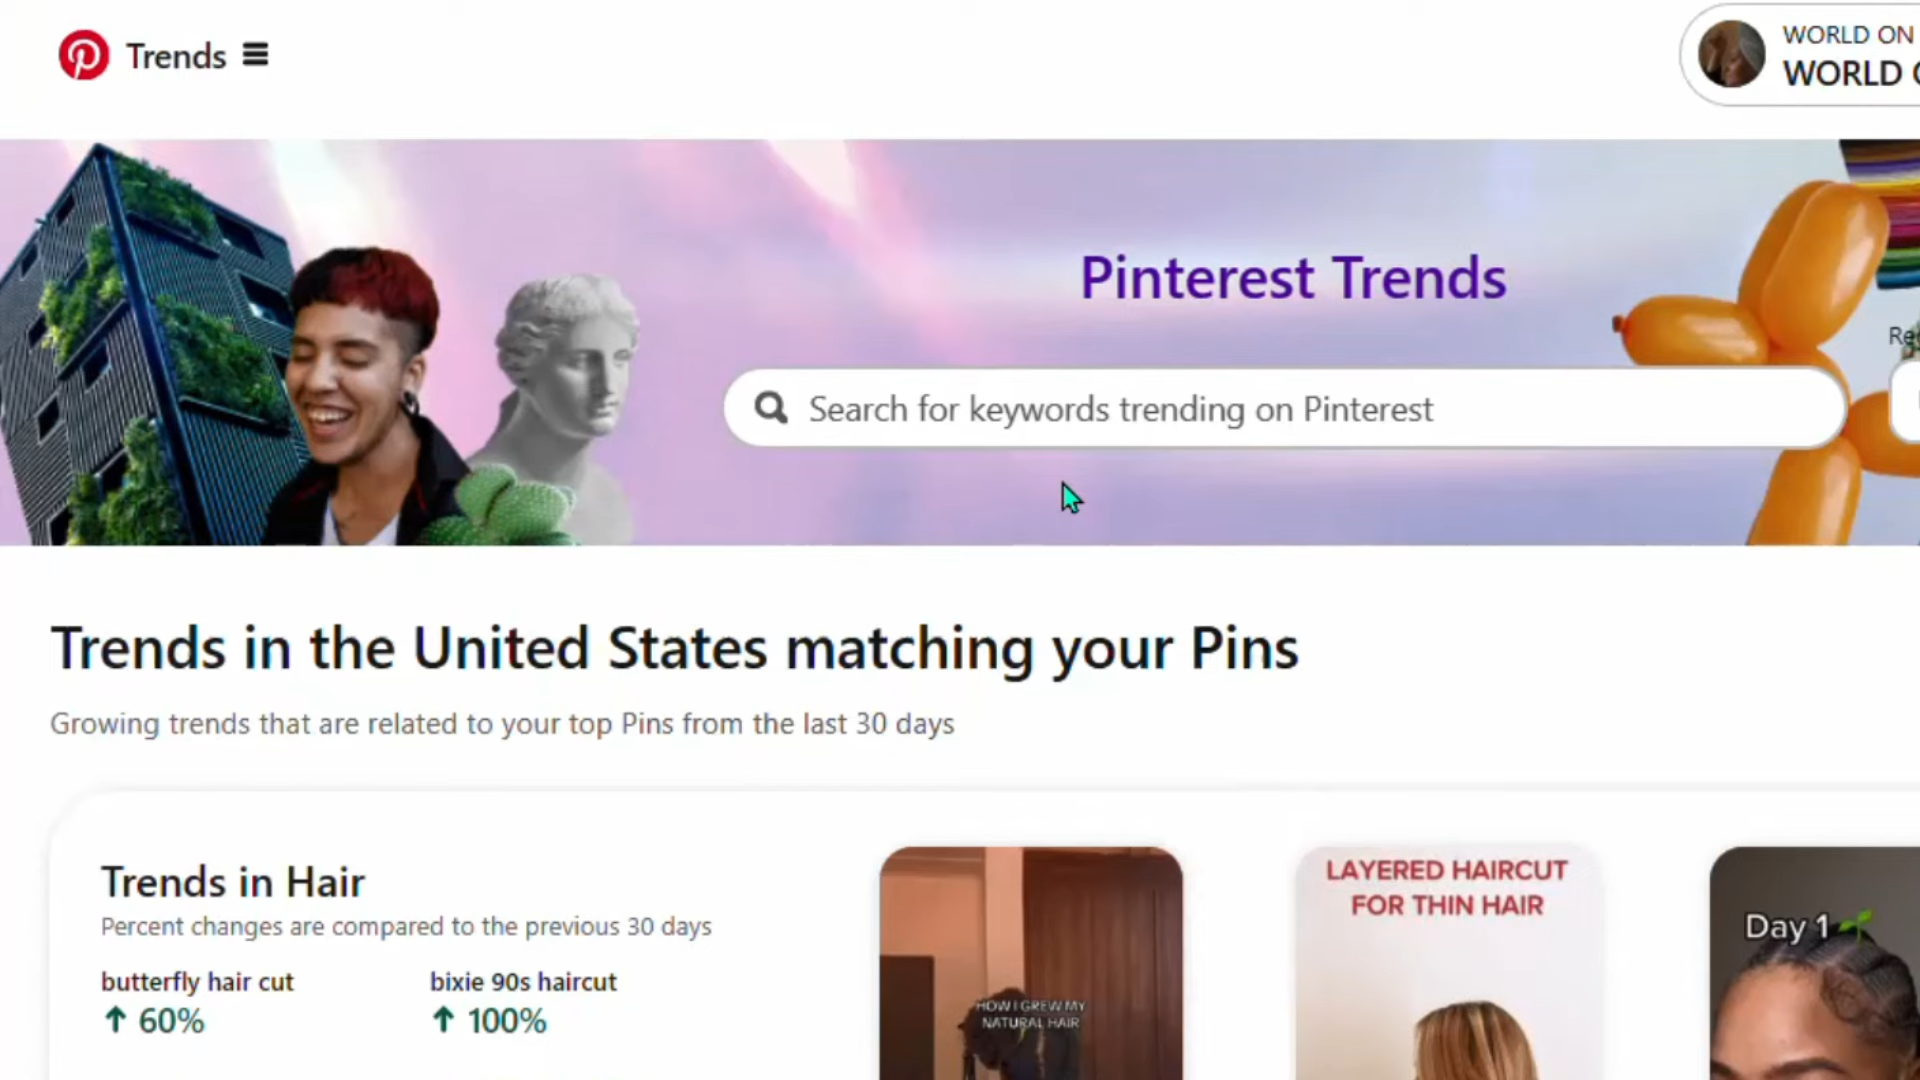 Trends
WORLD ON
WORLD
Pinterest Trends
Search for keywords trending on Pinterest
Trends in the United States matching your Pins
Growing trends that are related to your top Pins from the last 30 days
Trends in Hair
Percent changes are compared to the previous 30 days
butterfly hair cut
bixie 90s haircut
↑ 60%
↑ 100%
HOW I GREW MY
NATURAL HAIR
LAYERED HAIRCUT
FOR THIN HAIR
Day 1